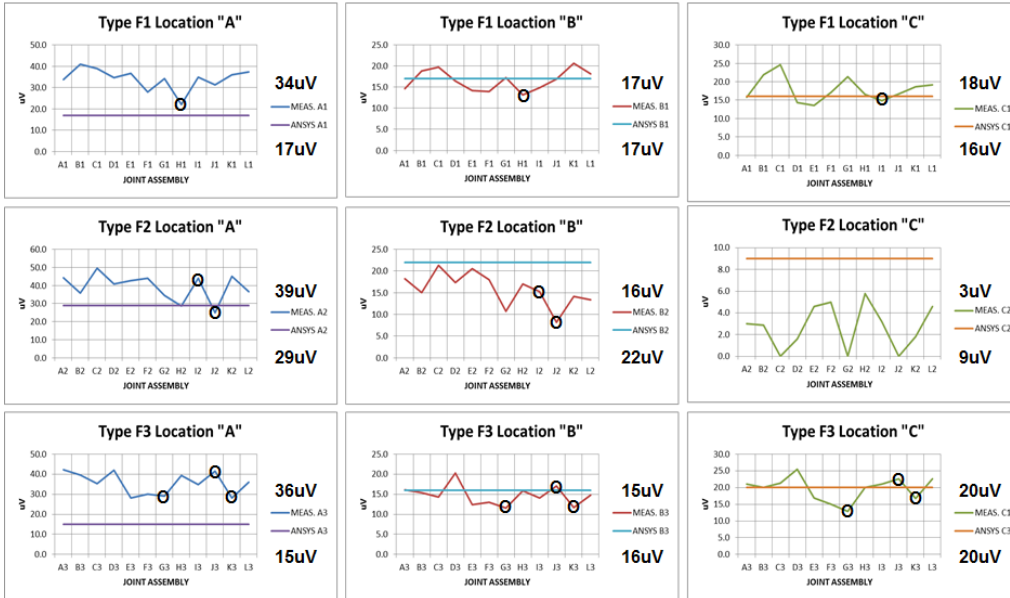 Type F1 Location "A"
50.0
40.0
30.0
20.0
10.0
0.0
uV
A1 B1 C1 D1 E1 F1 G1 H1 I1 J1 K1 L1
JOINT ASSEMBLY
34uV
MEAS. A1
ANSYS A1
17uV
Type F1 Loaction "B"
25.0
20.0
15.0
10.0
5.0
0.0
uV
A1 B1 C1 D1 E1 F1 G1 H1 I1 J1 K1 L1
JOINT ASSEMBLY
17uV
MEAS. B1
ANSYS B1
17uV
Type F1 Location "C"
30.0
25.0
20.0
15.0
10.0
5.0
0.0
uV
A1 B1 C1 D1 E1 F1 G1 H1 I1 J1 K1 L1
JOINT ASSEMBLY
18uV
MEAS. C1
ANSYS C1
16uV
Type F2 Location "A"
60.0
50.0
40.0
30.0
20.0
10.0
0.0
uV
A2 B2 C2 D2 E2 F2 G2 H2 I2 J2 K2 L2
JOINT ASSEMBLY
39uV
MEAS. A2
ANSYS A2
29uV
Type F2 Location "B"
25.0
20.0
15.0
10.0
5.0
0.0
uV
A2 B2 C2 D2 E2 F2 G2 H2 I2 J2 K2 L2
JOINT ASSEMBLY
16uV
MEAS. B2
ANSYS B2
22uV
Type F2 Location "C"
10.0
8.0
6.0
4.0
2.0
0.0
uV
A2 B2 C2 D2 E2 F2 G2 H2 I2 J2 K2 L2
JOINT ASSEMBLY
3uV
MEAS. C2
ANSYS C2
9uV
Type F3 Location "A"
50.0
40.0
30.0
20.0
10.0
0.0
uV
A3 B3 C3 D3 E3 F3 G3 H3 I3 J3 K3 L3
JOINT ASSEMBLY
36uV
MEAS. A3
ANSYS A3
15uV
Type F3 Location "B"
25.0
20.0
15.0
10.0
5.0
0.0
uV
A3 B3 C3 D3 E3 F3 G3 H3 I3 J3 K3 L3
JOINT ASSEMBLY
15uV
MEAS. B3
ANSYS B3
16uV
Type F3 Location "C"
30.0
25.0
20.0
15.0
10.0
5.0
0.0
uV
A3 B3 C3 D3 E3 F3 G3 H3 I3 J3 K3 L3
JOINT ASSEMBLY
20uV
MEAS. C1
ANSYS C3
20uV